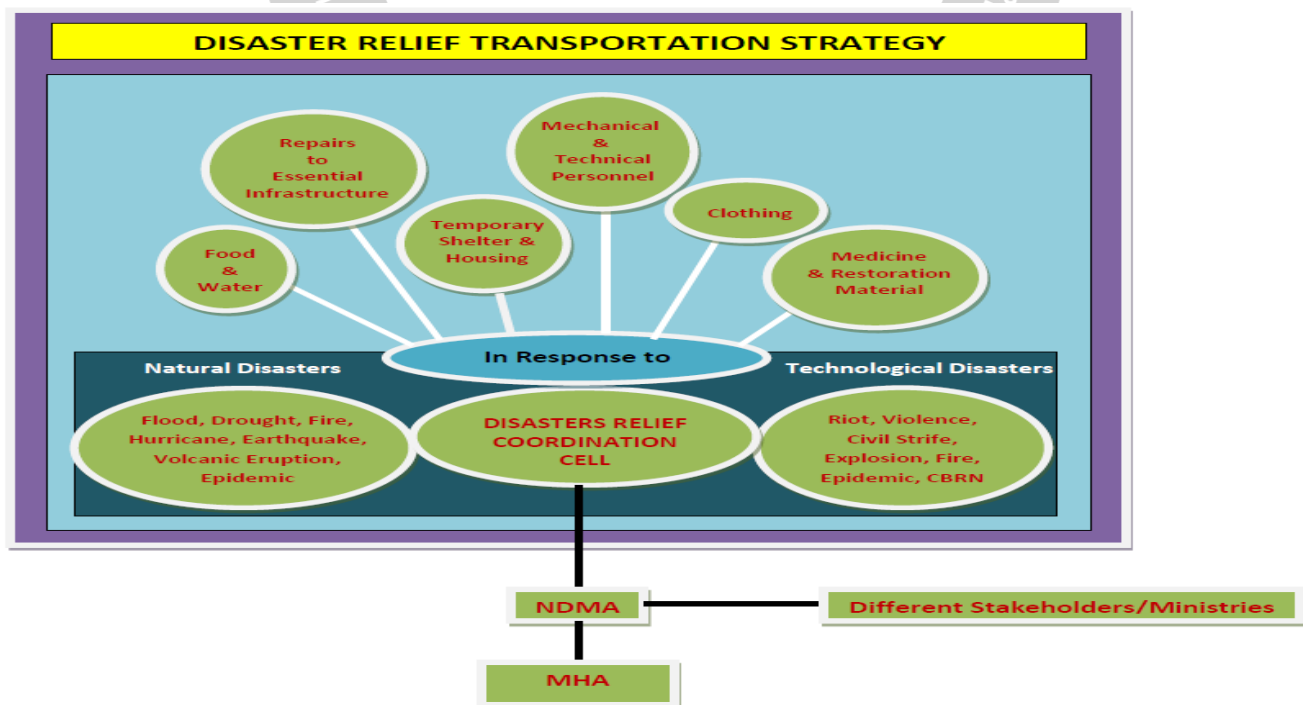 DISASTER RELIEF TRANSPORTATION STRATEGY
Repairs
to
Essential
Infrastructure
Mechanical
&
Technical
Personnel
Clothing
Temporary
Shelter &
Housing
Food
&
Water
Medicine
& Restoration
Material
In Response to
Natural Disasters
Technological Disasters
Flood, Drought, Fire,
Hurricane, Earthquake,
Volcanic Eruption,
Epidemic
DISASTERS RELIEF
COORDINATION
CELL
Riot, Violence,
Civil Strife,
Explosion, Fire,
Epidemic, CBRN
NDMA
Different Stakeholders/Ministries
MHA